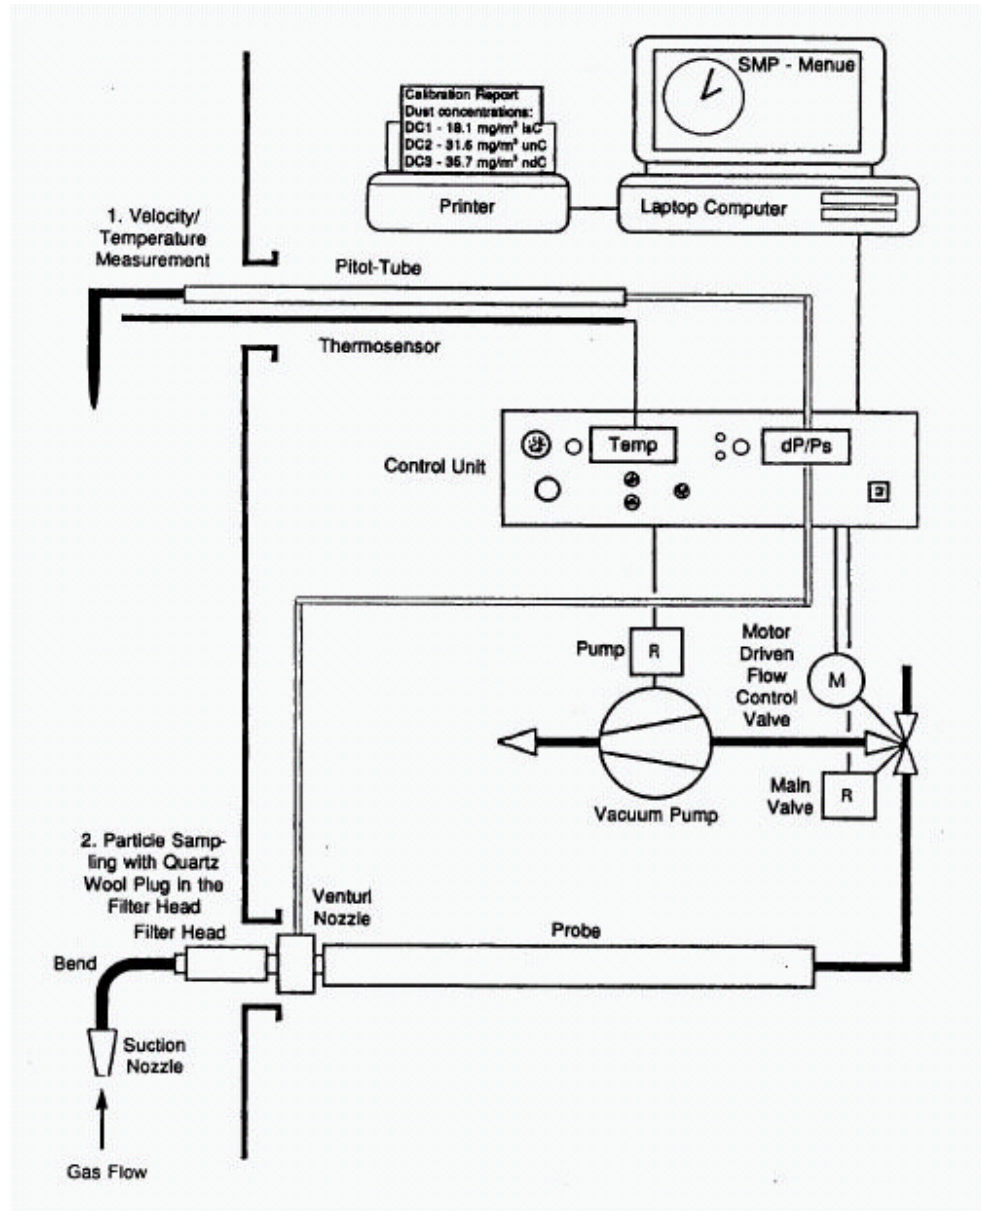 SMP - Menue
Calibration Report
Dust concentrations:
DC1 - 18.1 mg/m³ isC
DC2 - 31.6 mg/m³ unC
DC3 - 35.7 mg/m³ ndC
Printer
Laptop Computer
1. Velocity/
Temperature
Measurement
Pitot-Tube
Thermosensor
Control Unit
Temp
dP/Ps
Pump
R
Motor
Driven
Flow
Control
Valve
M
Main
Valve
R
Vacuum Pump
2. Particle Samp-
ling with Quartz
Wool Plug in the
Filter Head
Filter Head
Venturi
Nozzle
Probe
Bend
Suction
Nozzle
Gas Flow